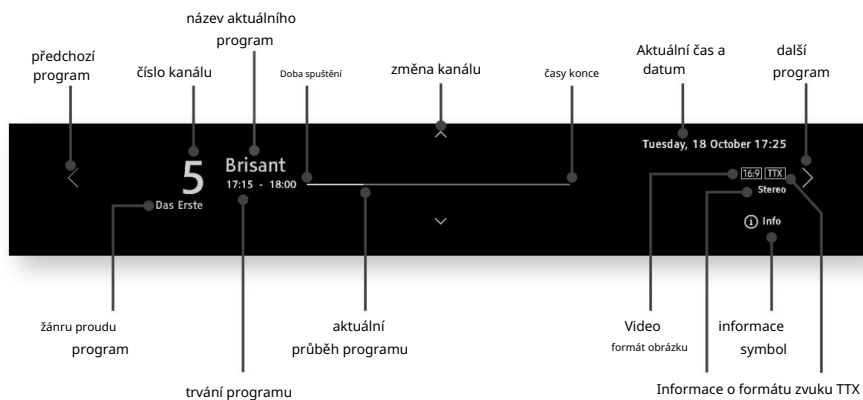 název aktuálního
program
předchozí
program
číslo kanálu
Doba spuštění
změna kanálu
časy konce
Aktuální čas a
datum
další
program
Tuesday, 18 October 17:25
5
Brisant
17:15 - 18:00
16:9 TTX
Stereo
Das Erste
i Info
žánru proudu
program
aktuální
průběh programu
Video
formát obrázku
informace
symbol
trvání programu
Informace o formátu zvuku TTX